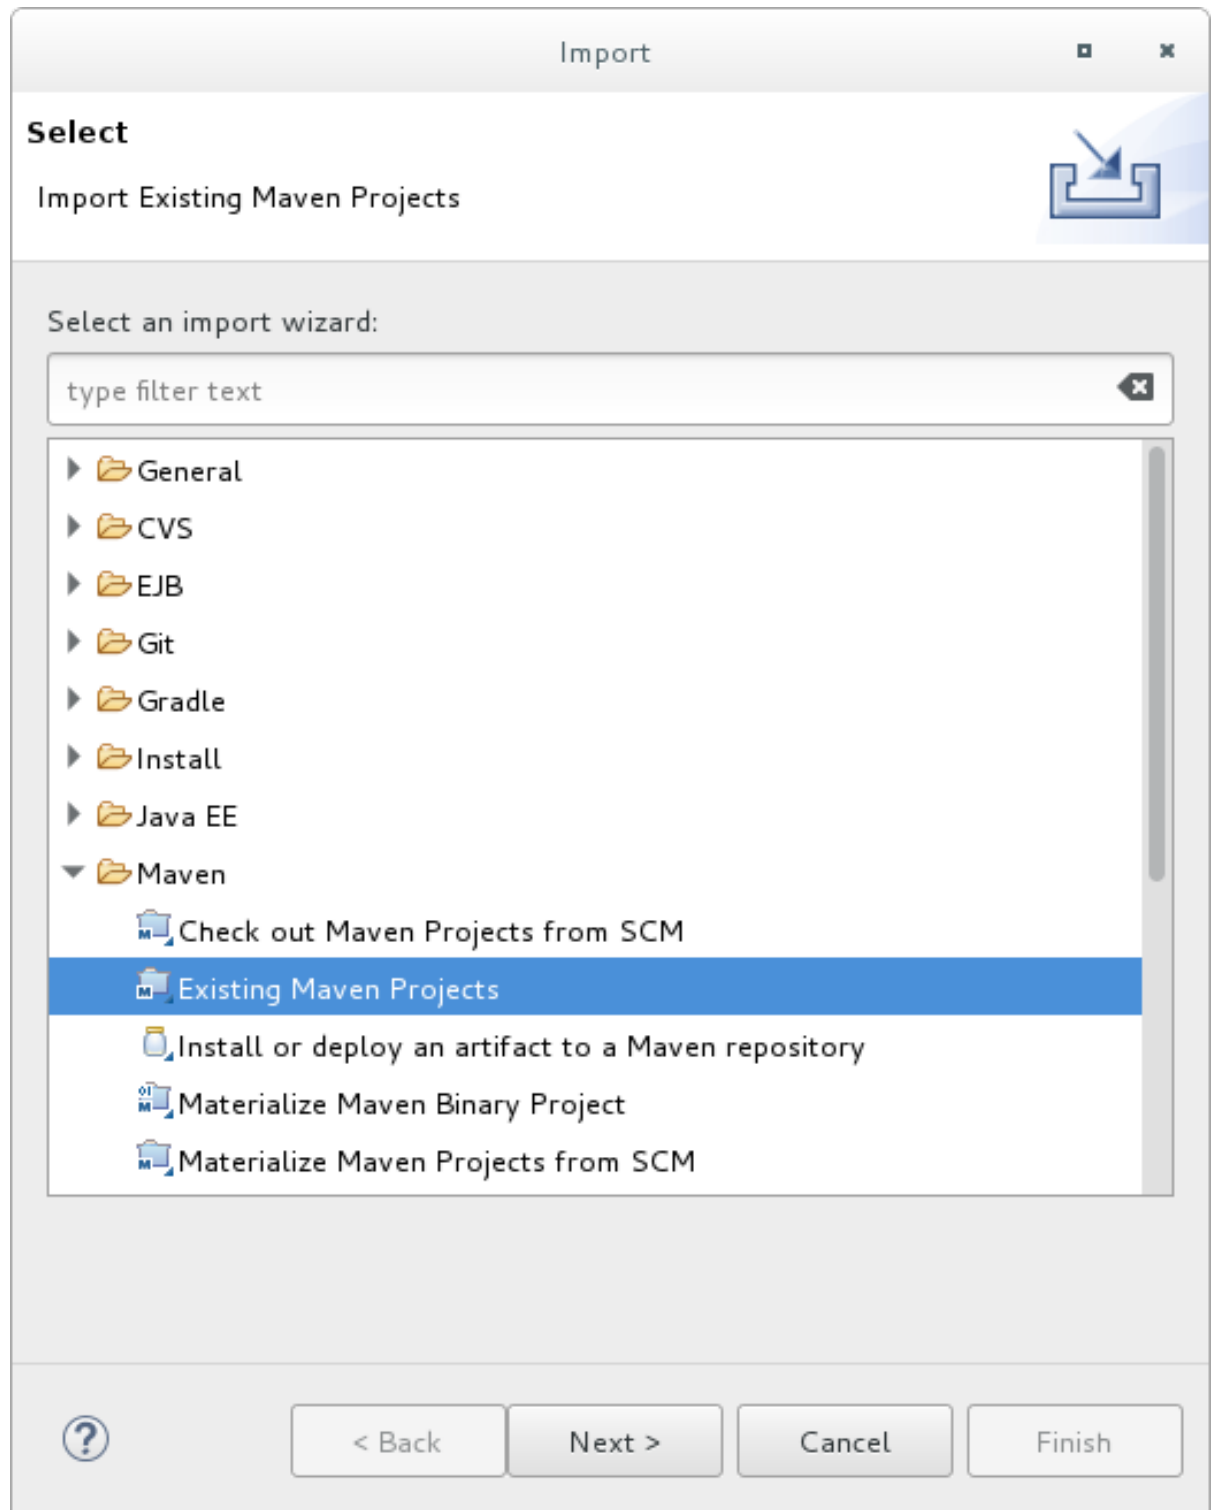 Import
Select
Import Existing Maven Projects
Select an import wizard:
type filter text
General
CVS
EJB
Git
Gradle
Install
Java EE
Maven
Check out Maven Projects from SCM
Existing Maven Projects
Install or deploy an artifact to a Maven repository
Materialize Maven Binary Project
Materialize Maven Projects from SCM
? < Back Next > Cancel Finish